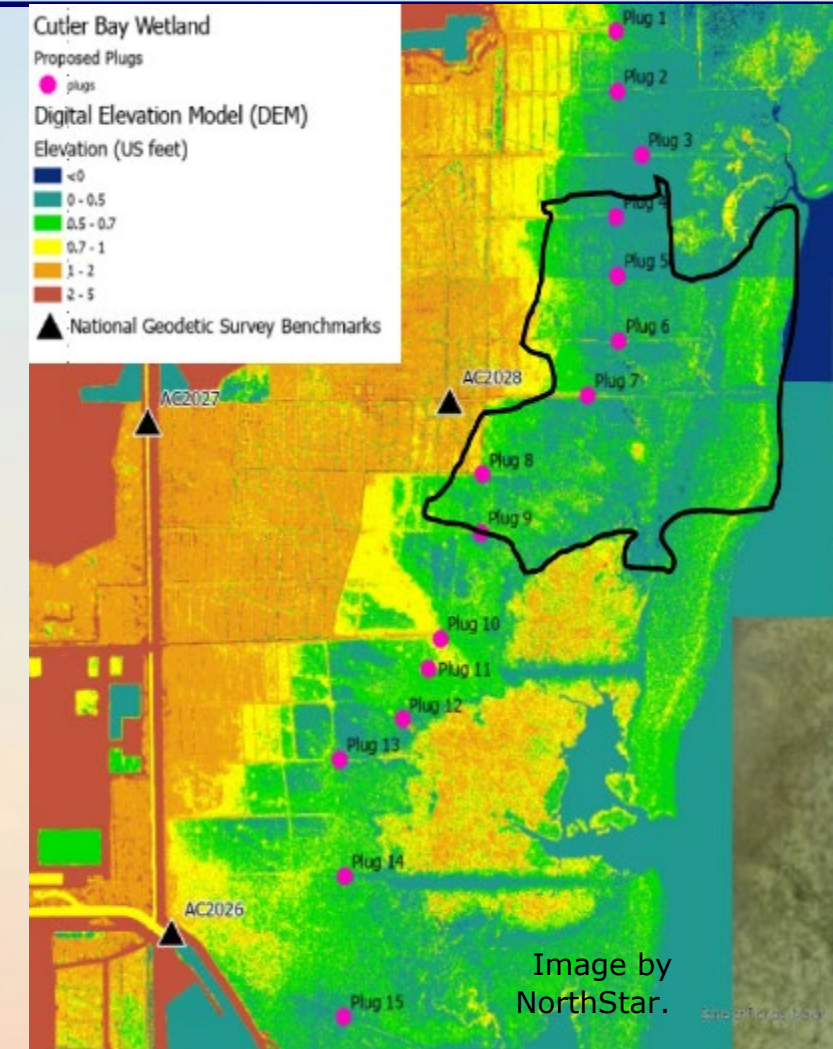 Cutler Bay Wetland
Proposed Plugs
plugs
Digital Elevation Model (DEM)
Elevation (US feet)
<0
0 - 0.5
0.5 - 0.7
0.7 - 1
1 - 2
2 - 5
National Geodetic Survey Benchmarks
Plug 1
Plug 2
Plug 3
Plug 4
Plug 5
Plug 6
AC2028
Plug 7
AC2027
Plug 8
Plug 9
Plug 10
Plug 11
Plug 12
Plug 13
Plug 14
AC2026
Image by
NorthStar.
Plug 15